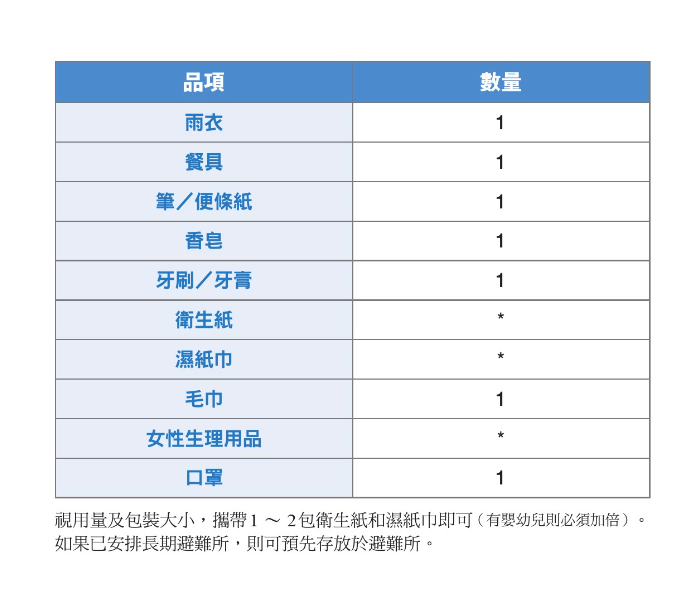 品項 數量
雨衣 1
餐具 1
筆／便條紙 1
香皂 1
牙刷／牙膏 1
衛生紙 *
濕紙巾 *
毛巾 1
女性生理用品 *
口罩 1
視用量及包裝大小，攜帶1 ～ 2包衛生紙和濕紙巾即可（有嬰幼兒則必須加倍）。
如果已安排長期避難所，則可預先存放於避難所。